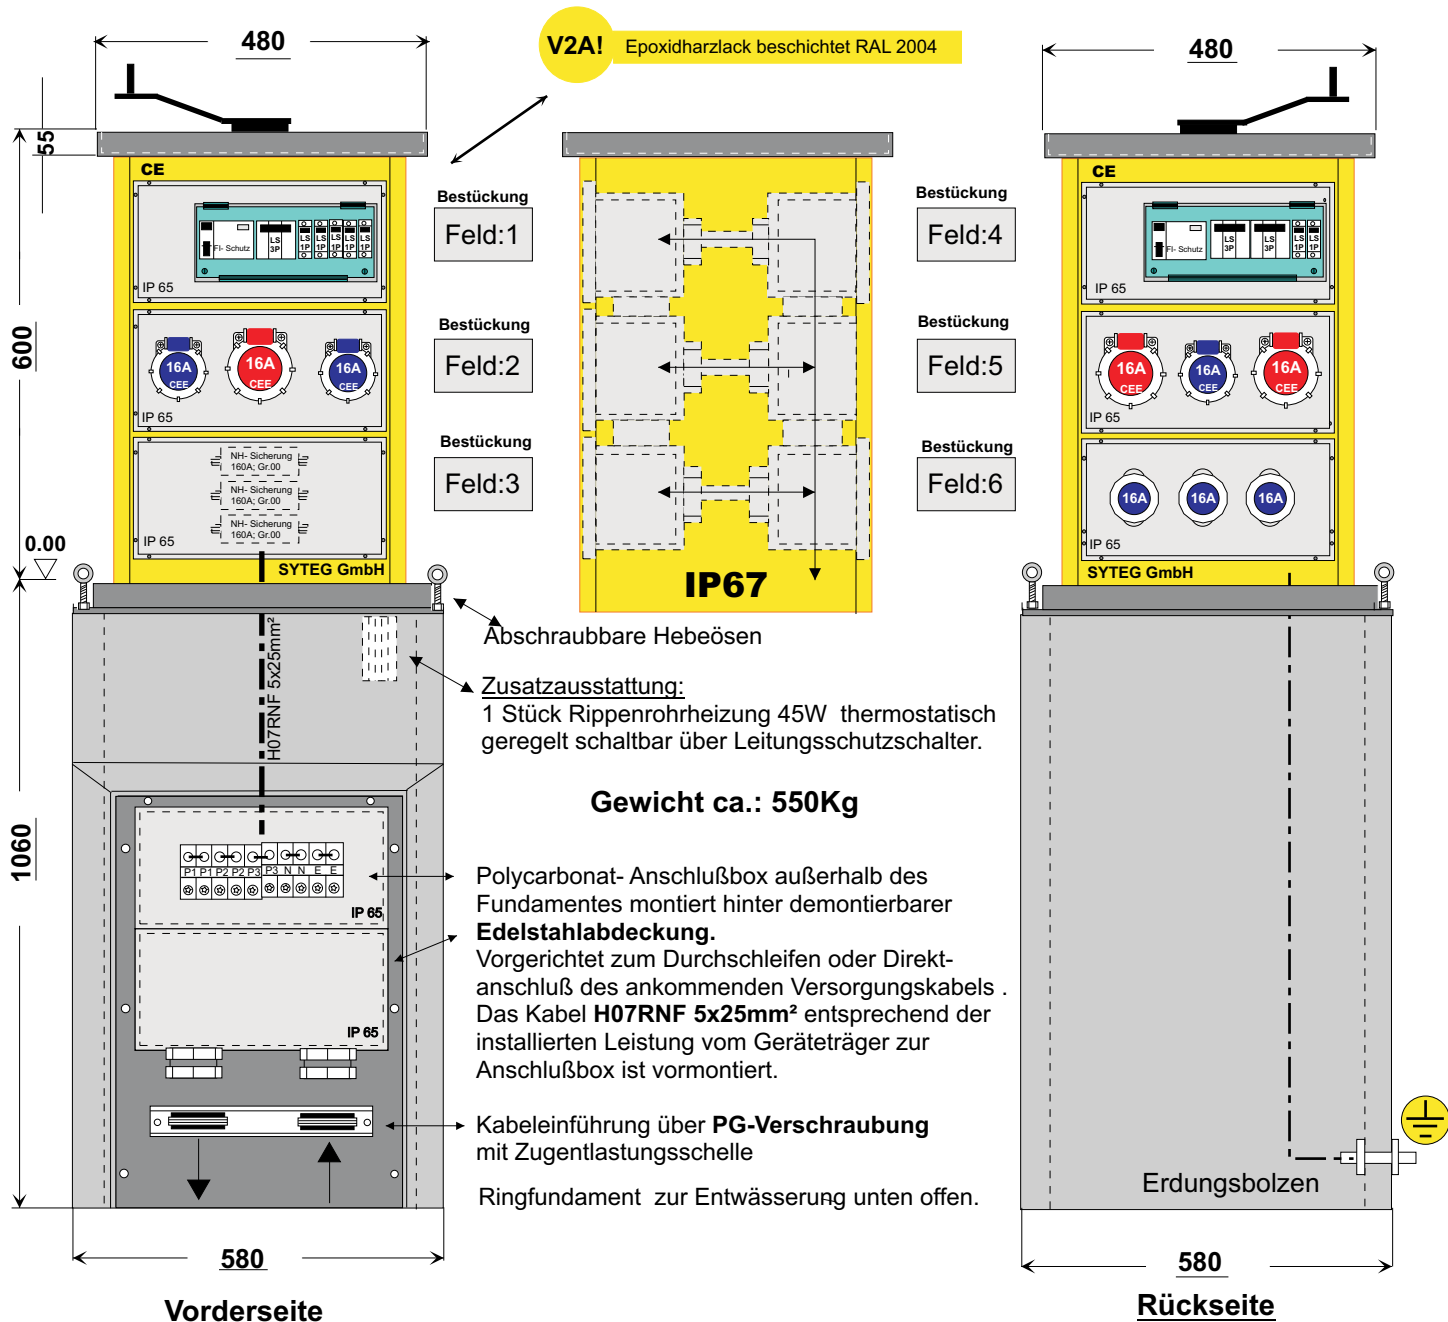 480
V2A!
Epoxidharzlack beschichtet RAL 2004
480
55
600
0.00
1060
CE
FI- Schutz
LS
3P
LS
1P
LS
1P
LS
1P
LS
1P
LS
1P
IP 65
16A
CEE
16A
CEE
16A
CEE
IP 65
NH- Sicherung
160A; Gr.00
NH- Sicherung
160A; Gr.00
NH- Sicherung
160A; Gr.00
IP 65
SYTEG GmbH
Bestückung
Feld:1
Bestückung
Feld:2
Bestückung
Feld:3
IP67
Bestückung
Feld:4
Bestückung
Feld:5
Bestückung
Feld:6
CE
FI- Schutz
LS
3P
LS
3P
LS
1P
LS
1P
IP 65
16A
CEE
16A
CEE
16A
CEE
IP 65
16A
16A
16A
IP 65
SYTEG GmbH
H07RNF 5x25mm²
Abschraubbare Hebeösen
Zusatzausstattung:
1 Stück Rippenrohrheizung 45W thermostatisch
geregelt schaltbar über Leitungsschutzschalter.
Gewicht ca.: 550Kg
P1 P1 P2 P2 P3 P3 N N E E
IP 65
IP 65
Polycarbonat- Anschlußbox außerhalb des
Fundamentes montiert hinter demontierbarer
Edelstahlabdeckung.
Vorgerichtet zum Durchschleifen oder Direkt-
anschluß des ankommenden Versorgungskabels .
Das Kabel H07RNF 5x25mm² entsprechend der
installierten Leistung vom Geräteträger zur
Anschlußbox ist vormontiert.
Kabeleinführung über PG-Verschraubung
mit Zugentlastungsschelle
Ringfundament zur Entwässerung unten offen.
Erdungsbolzen
580
Vorderseite
580
Rückseite